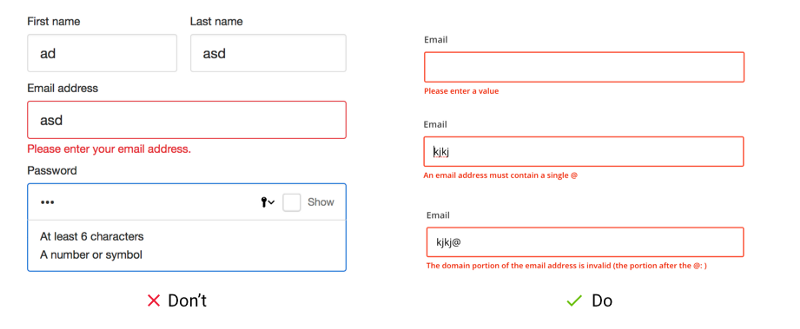 First name Last name
ad asd
Email address
asd
Please enter your email address.
Password
••• Show
At least 6 characters
A number or symbol
Don't
Email
Please enter a value
Email
kjkj
An email address must contain a single @
Email
kjkj@
The domain portion of the email address is invalid (the portion after the @: )
Do